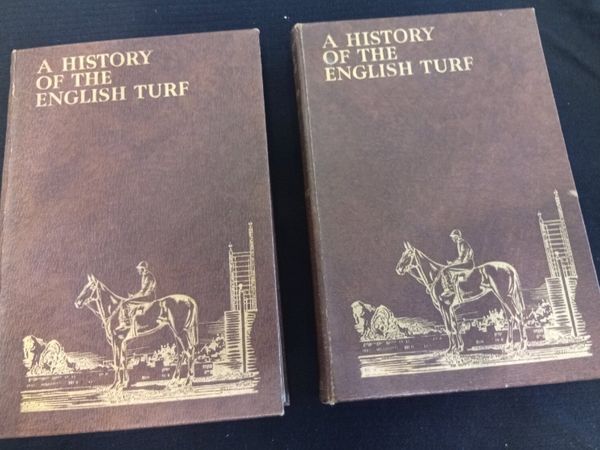 A HISTORY
OF THE
ENGLISH TURF
A HISTORY
OF THE
ENGLISH TURF